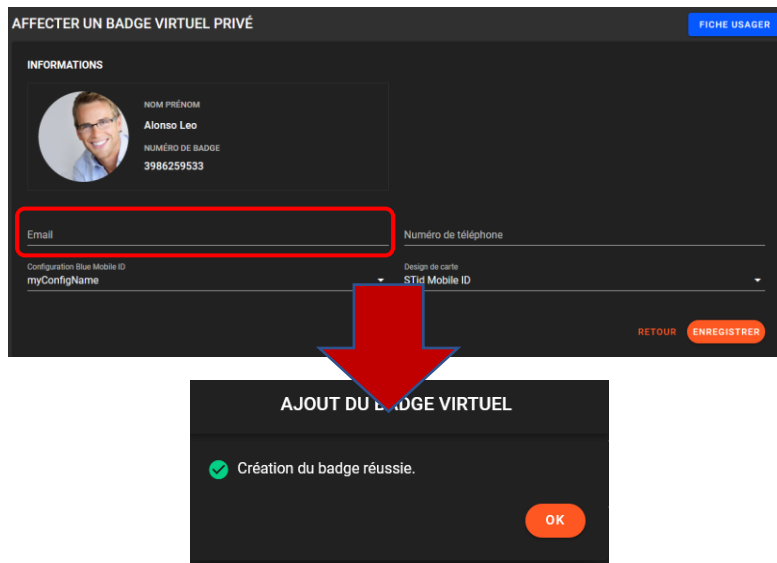 AFFECTER UN BADGE VIRTUEL PRIVÉ
FICHE USAGER
INFORMATIONS
NOM PRÉNOM
Alonso Leo
NUMÉRO DE BADGE
3986259533
Email
Numéro de téléphone
Configuration Blue Mobile ID
myConfigName
Design de carte
STid Mobile ID
RETOUR
ENREGISTRER
AJOUT DU BADGE VIRTUEL
Création du badge réussie.
OK